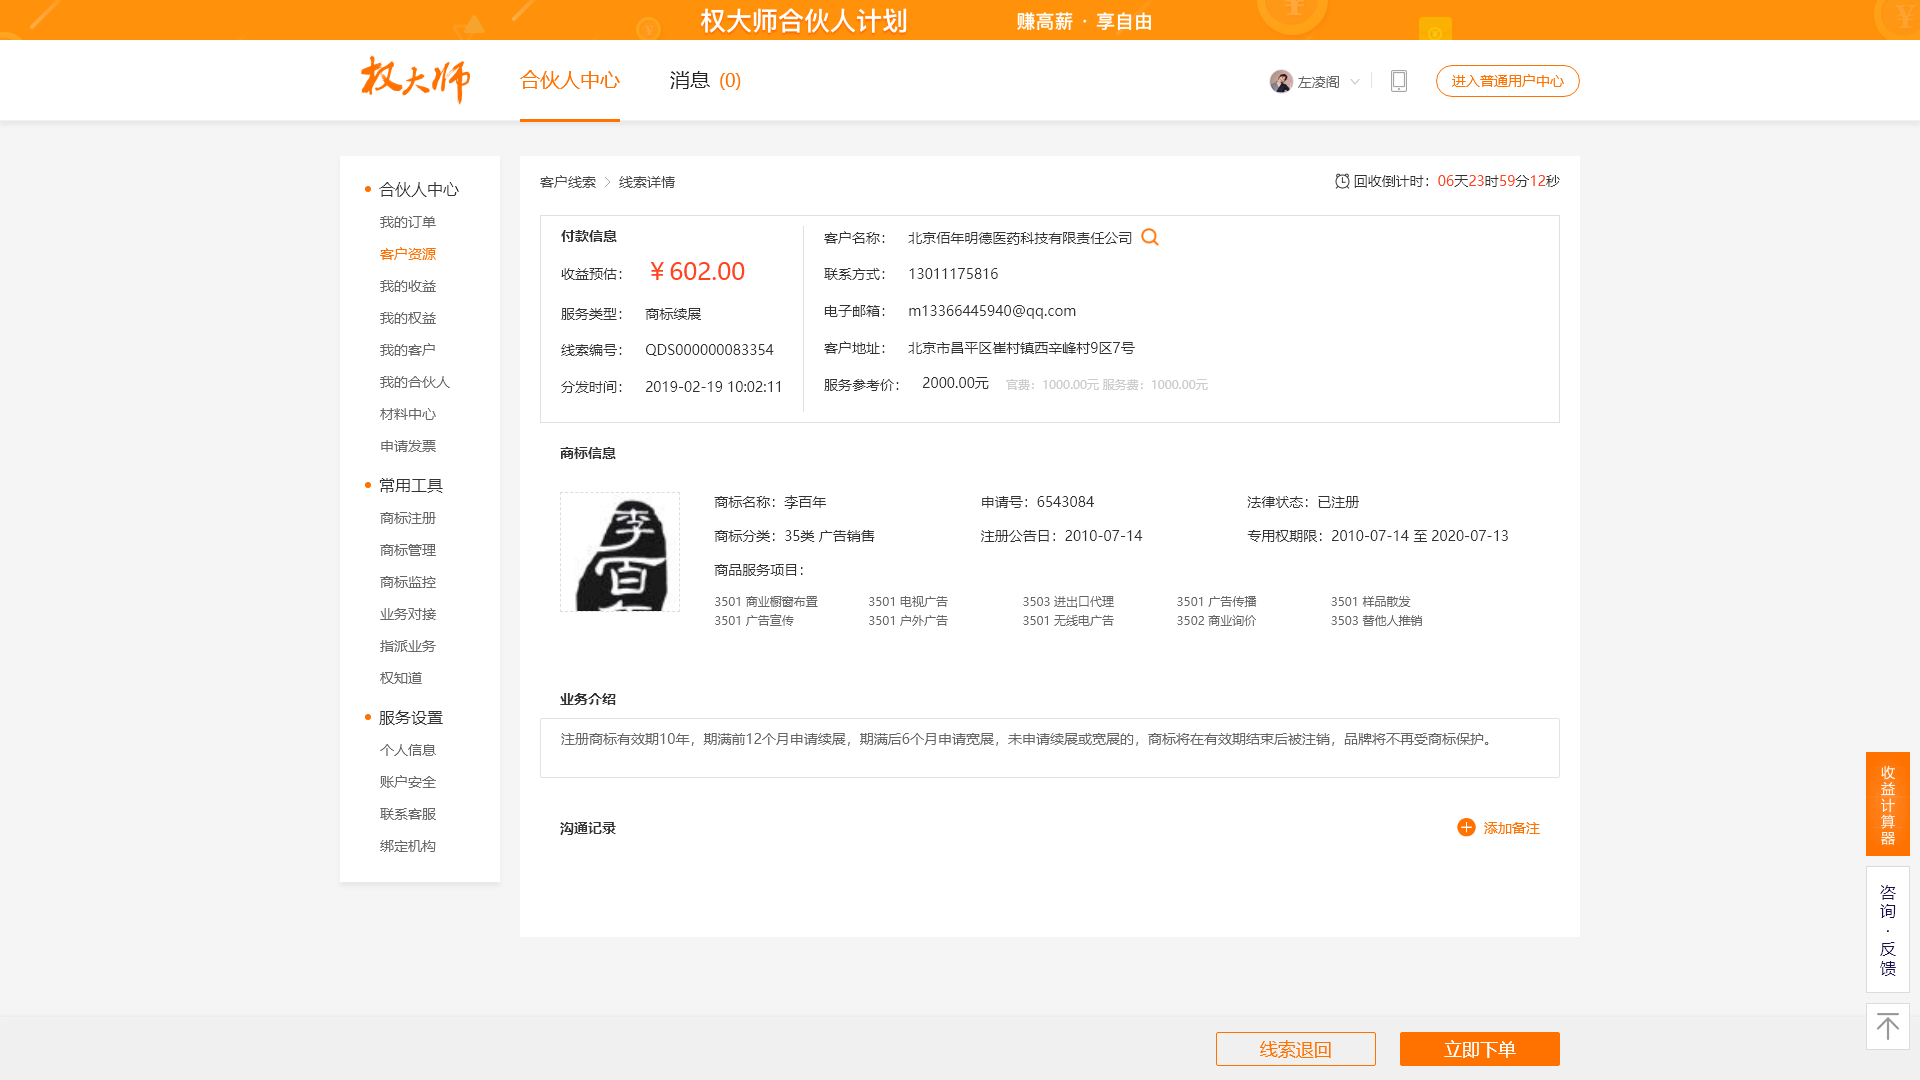 权大师合伙人计划 赚高薪 · 享自由
权大师 合伙人中心 消息 (0) 左凌阁 进入普通用户中心
合伙人中心
我的订单
客户资源
我的收益
我的权益
我的客户
我的合伙人
材料中心
申请发票
常用工具
商标注册
商标管理
商标监控
业务对接
指派业务
权知道
服务设置
个人信息
账户安全
联系客服
绑定机构
客户线索 > 线索详情 回收倒计时：06天23时59分12秒
付款信息
收益预估： ￥602.00
服务类型： 商标续展
线索编号： QDS000000083354
分发时间： 2019-02-19 10:02:11
客户名称： 北京佰年明德医药科技有限责任公司
联系方式： 13011175816
电子邮箱： m13366445940@qq.com
客户地址： 北京市昌平区崔村镇西辛峰村9区7号
服务参考价： 2000.00元 官费：1000.00元 服务费：1000.00元
商标信息
李百年
商标名称：李百年 申请号：6543084 法律状态：已注册
商标分类：35类 广告销售 注册公告日：2010-07-14 专用权期限：2010-07-14 至 2020-07-13
商品服务项目：
3501 商业橱窗布置 3501 电视广告 3503 进出口代理 3501 广告传播 3501 样品散发
3501 广告宣传 3501 户外广告 3501 无线电广告 3502 商业询价 3503 替他人推销
业务介绍
注册商标有效期10年，期满前12个月申请续展，期满后6个月申请宽展，未申请续展或宽展的，商标将在有效期结束后被注销，品牌将不再受商标保护。
沟通记录 添加备注
收益计算器
咨询·反馈
线索退回 立即下单